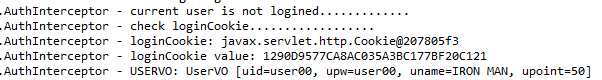 .AuthInterceptor - current user is not logined.............
.AuthInterceptor - check loginCookie...................
.AuthInterceptor - loginCookie: javax.servlet.http.Cookie@207805f3
.AuthInterceptor - loginCookie value: 1290D9577CA8AC035A3BC177BF20C121
.AuthInterceptor - USERVO: UserVO [uid=user00, upw=user00, uname=IRON MAN, upoint=50]